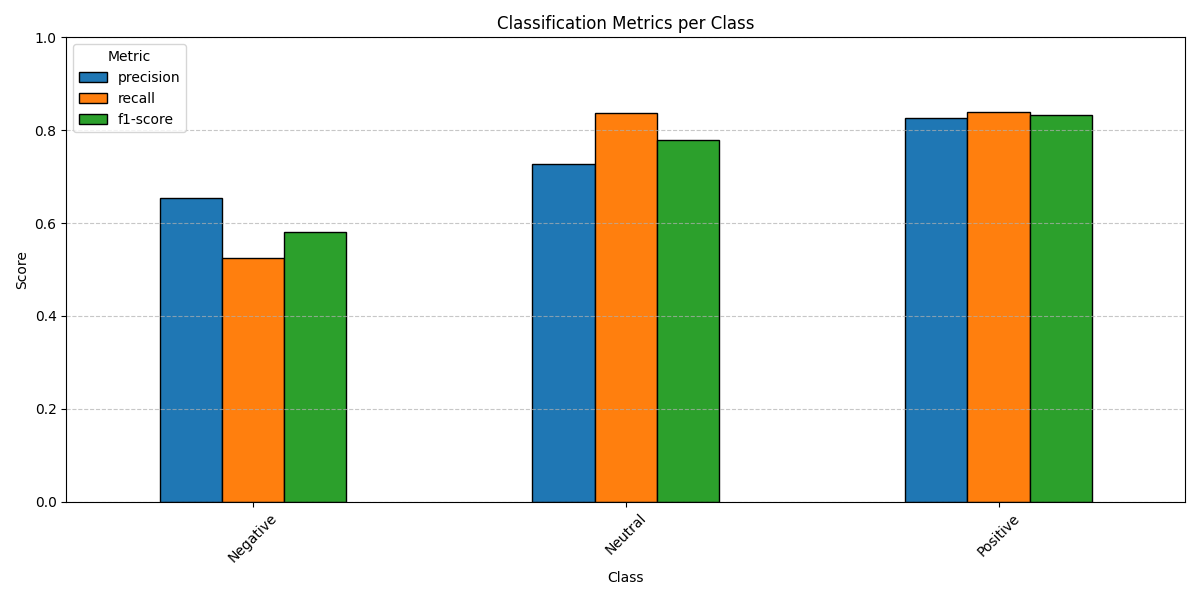 Classification Metrics per Class
Metric
precision
recall
f1-score
Score
1.0
0.8
0.6
0.4
0.2
0.0
Negative
Neutral
Positive
Class